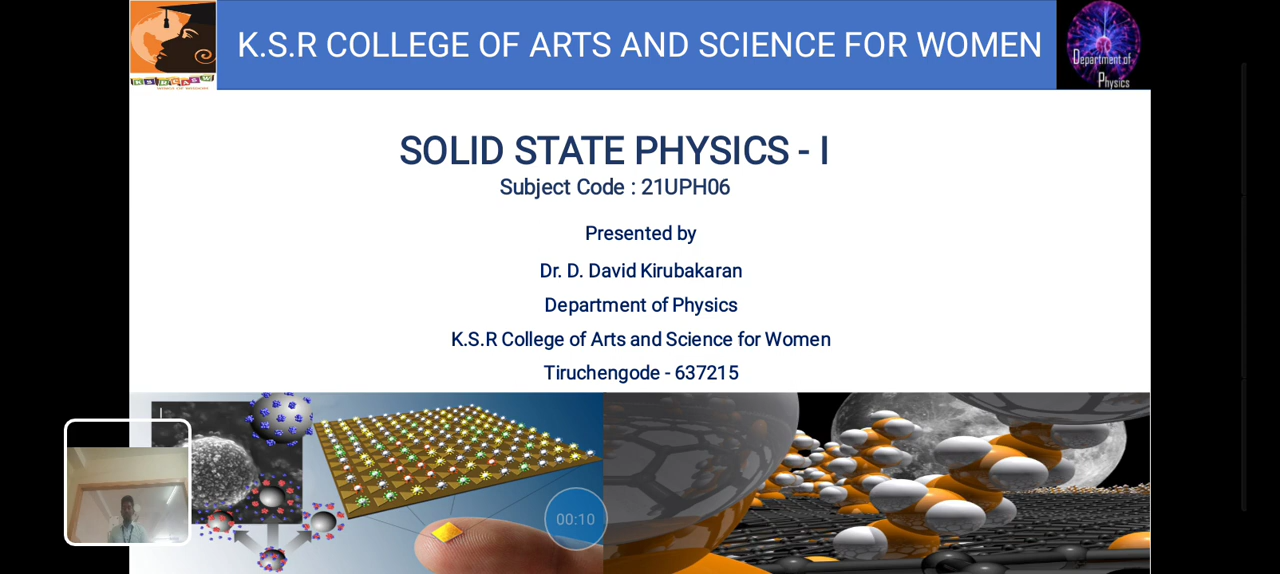 K.S.R COLLEGE OF ARTS AND SCIENCE FOR WOMEN
Department of
Physics
SOLID STATE PHYSICS - I
Subject Code : 21UPH06
Presented by
Dr. D. David Kirubakaran
Department of Physics
K.S.R College of Arts and Science for Women
Tiruchengode - 637215
00:10